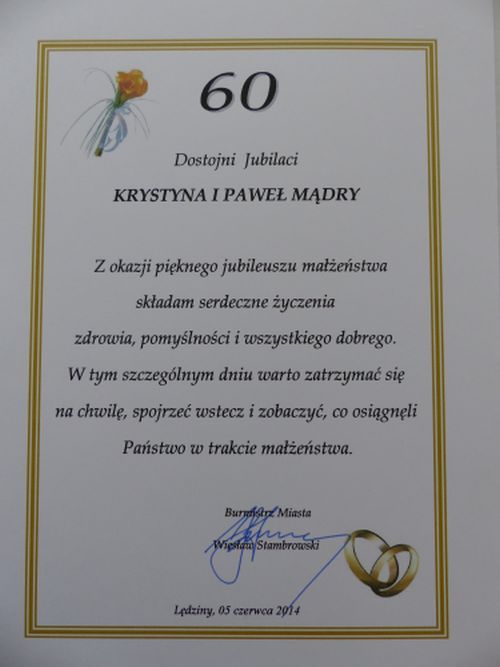 60
Dostojni Jubilaci
KRYSTYNA I PAWEŁ MĄDRY
Z okazji pięknego jubileuszu małżeństwa
składam serdeczne życzenia
zdrowia, pomyślności i wszystkiego dobrego.
W tym szczególnym dniu warto zatrzymać się
na chwilę, spojrzeć wstecz i zobaczyć, co osiągnęli
Państwo w trakcie małżeństwa.
Burmistrz Miasta
Wiesław Stambrowski
Lędziny, 05 czerwca 2014